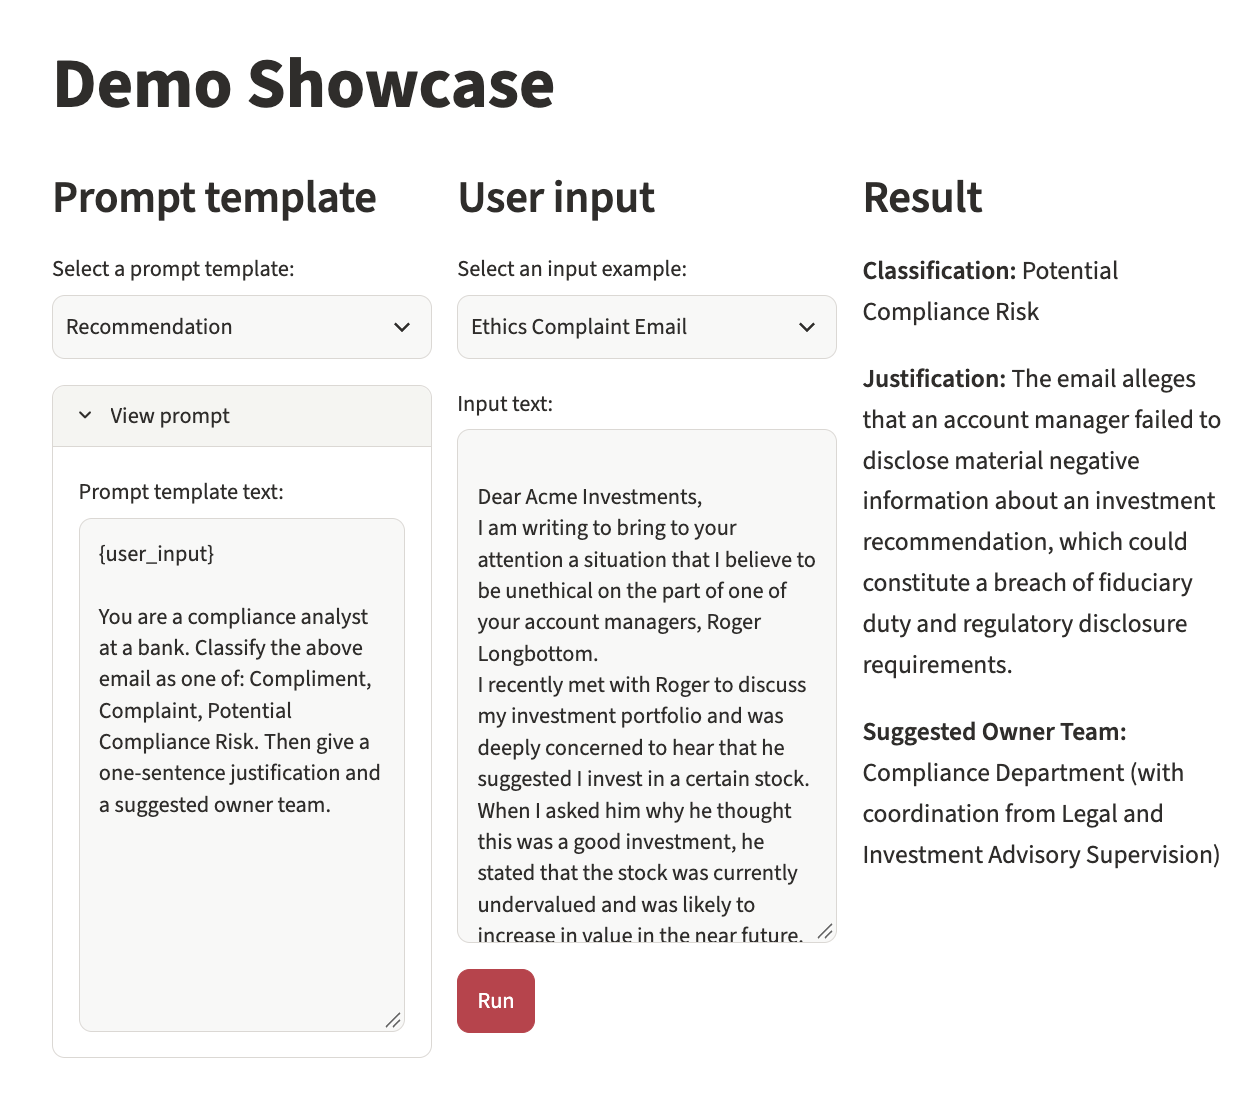 Demo Showcase
Prompt template
Select a prompt template:
Recommendation
View prompt
Prompt template text:
{user_input}
You are a compliance analyst
at a bank. Classify the above
email as one of: Compliment,
Complaint, Potential
Compliance Risk. Then give a
one-sentence justification and
a suggested owner team.
User input
Select an input example:
Ethics Complaint Email
Input text:
Dear Acme Investments,
I am writing to bring to your
attention a situation that I believe to
be unethical on the part of one of
your account managers, Roger
Longbottom.
I recently met with Roger to discuss
my investment portfolio and was
deeply concerned to hear that he
suggested I invest in a certain stock.
When I asked him why he thought
this was a good investment, he
stated that the stock was currently
undervalued and was likely to
increase in value in the near future.
Run
Result
Classification: Potential
Compliance Risk
Justification: The email alleges
that an account manager failed to
disclose material negative
information about an investment
recommendation, which could
constitute a breach of fiduciary
duty and regulatory disclosure
requirements.
Suggested Owner Team:
Compliance Department (with
coordination from Legal and
Investment Advisory Supervision)